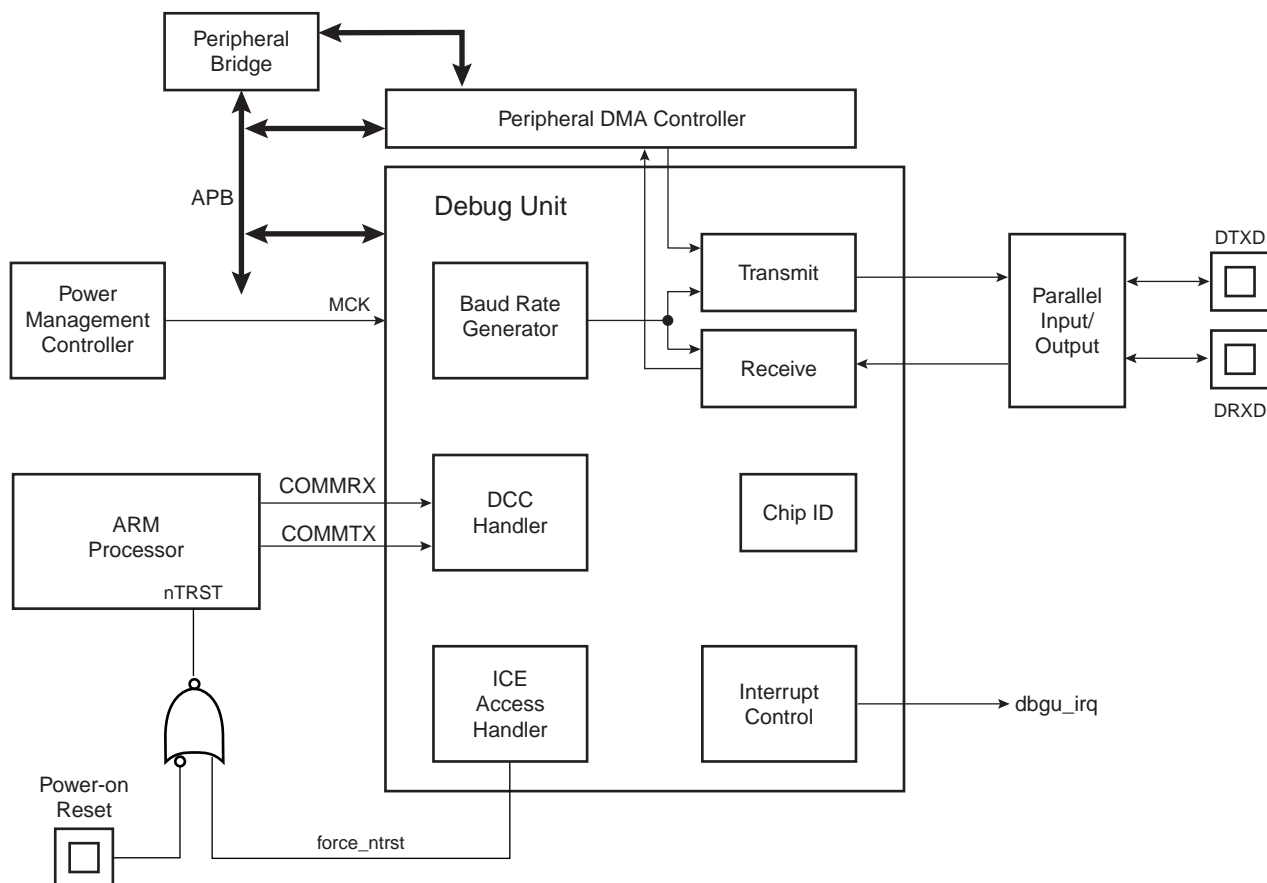 Peripheral
Bridge
Peripheral DMA Controller
APB
Debug Unit
Power
Management
Controller
MCK
Baud Rate
Generator
Transmit
Receive
Parallel
Input/
Output
DTXD
DRXD
ARM
Processor
nTRST
COMMRX
COMMTX
DCC
Handler
Chip ID
ICE
Access
Handler
Interrupt
Control
dbgu_irq
Power-on
Reset
force_ntrst